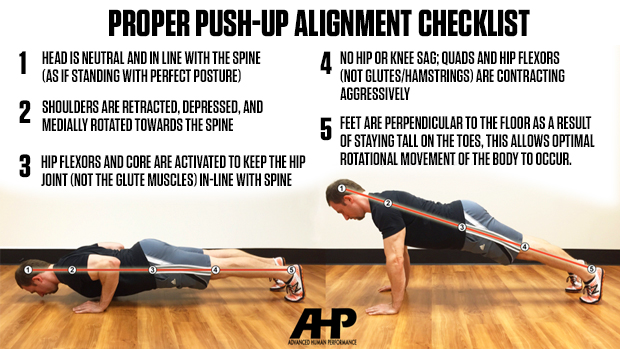 PROPER PUSH-UP ALIGNMENT CHECKLIST
1 HEAD IS NEUTRAL AND IN LINE WITH THE SPINE
(AS IF STANDING WITH PERFECT POSTURE)
2 SHOULDERS ARE RETRACTED, DEPRESSED, AND
MEDIALLY ROTATED TOWARDS THE SPINE
3 HIP FLEXORS AND CORE ARE ACTIVATED TO KEEP THE HIP
JOINT (NOT THE GLUTE MUSCLES) IN-LINE WITH SPINE
4 NO HIP OR KNEE SAG; QUADS AND HIP FLEXORS
(NOT GLUTES/HAMSTRINGS) ARE CONTRACTING
AGGRESSIVELY
5 FEET ARE PERPENDICULAR TO THE FLOOR AS A RESULT
OF STAYING TALL ON THE TOES, THIS ALLOWS OPTIMAL
ROTATIONAL MOVEMENT OF THE BODY TO OCCUR.
1 2 3 4 5
1 2 3 4 5
AHP
ADVANCED HUMAN PERFORMANCE